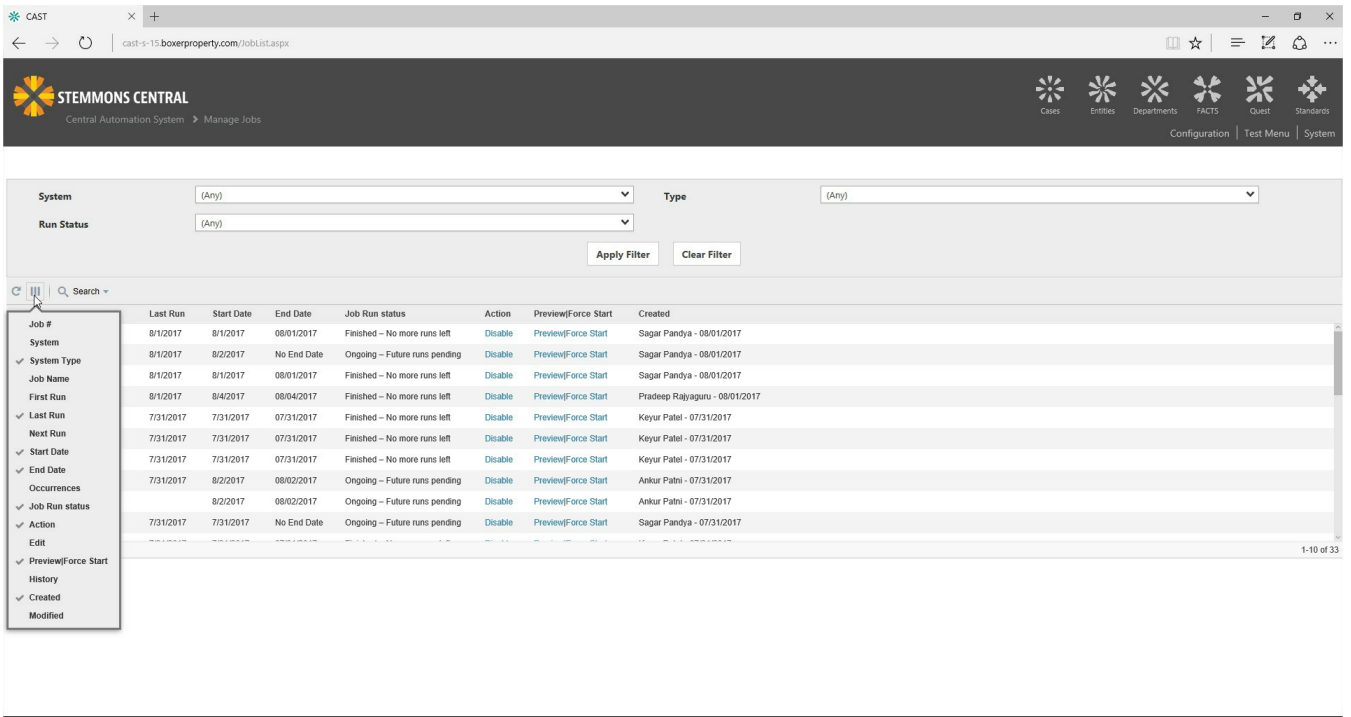 CAST
cast-s-15.boxerproperty.com/JobList.aspx
STEMMONS CENTRAL
Central Automation System > Manage Jobs
Cases Entities Departments FACTS Quest Standards
Configuration | Test Menu | System
System (Any) Type (Any)
Run Status (Any)
Apply Filter Clear Filter
Search
Last Run Start Date End Date Job Run status Action Preview|Force Start Created
8/1/2017 8/1/2017 08/01/2017 Finished – No more runs left Disable Preview|Force Start Sagar Pandya - 08/01/2017
8/1/2017 8/2/2017 No End Date Ongoing – Future runs pending Disable Preview|Force Start Sagar Pandya - 08/01/2017
8/1/2017 8/1/2017 08/01/2017 Finished – No more runs left Disable Preview|Force Start Sagar Pandya - 08/01/2017
8/1/2017 8/4/2017 08/04/2017 Finished – No more runs left Disable Preview|Force Start Pradeep Rajyaguru - 08/01/2017
7/31/2017 7/31/2017 07/31/2017 Finished – No more runs left Disable Preview|Force Start Keyur Patel - 07/31/2017
7/31/2017 7/31/2017 07/31/2017 Finished – No more runs left Disable Preview|Force Start Keyur Patel - 07/31/2017
7/31/2017 7/31/2017 07/31/2017 Finished – No more runs left Disable Preview|Force Start Keyur Patel - 07/31/2017
7/31/2017 8/2/2017 08/02/2017 Ongoing – Future runs pending Disable Preview|Force Start Ankur Patni - 07/31/2017
8/2/2017 08/02/2017 Ongoing – Future runs pending Disable Preview|Force Start Ankur Patni - 07/31/2017
7/31/2017 7/31/2017 No End Date Ongoing – Future runs pending Disable Preview|Force Start Sagar Pandya - 07/31/2017
1-10 of 33
Job #
System
System Type
Job Name
First Run
Last Run
Next Run
Start Date
End Date
Occurrences
Job Run status
Action
Edit
Preview|Force Start
History
Created
Modified